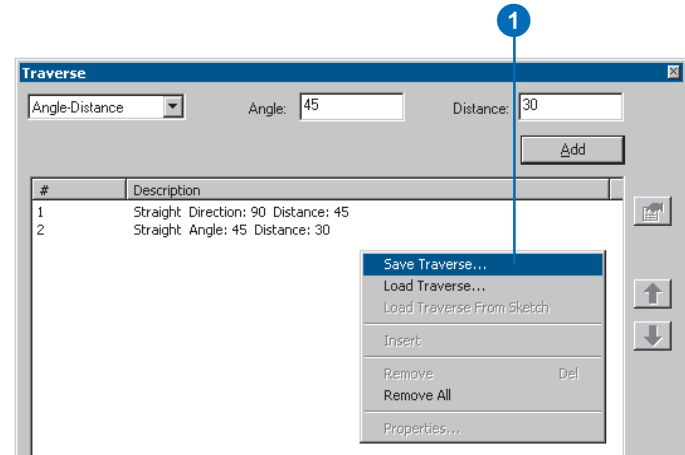 1
Traverse
Angle-Distance Angle: 45 Distance: 30
Add
# Description
1 Straight Direction: 90 Distance: 45
2 Straight Angle: 45 Distance: 30
Save Traverse...
Load Traverse...
Load Traverse From Sketch
Insert
Remove Del
Remove All
Properties...